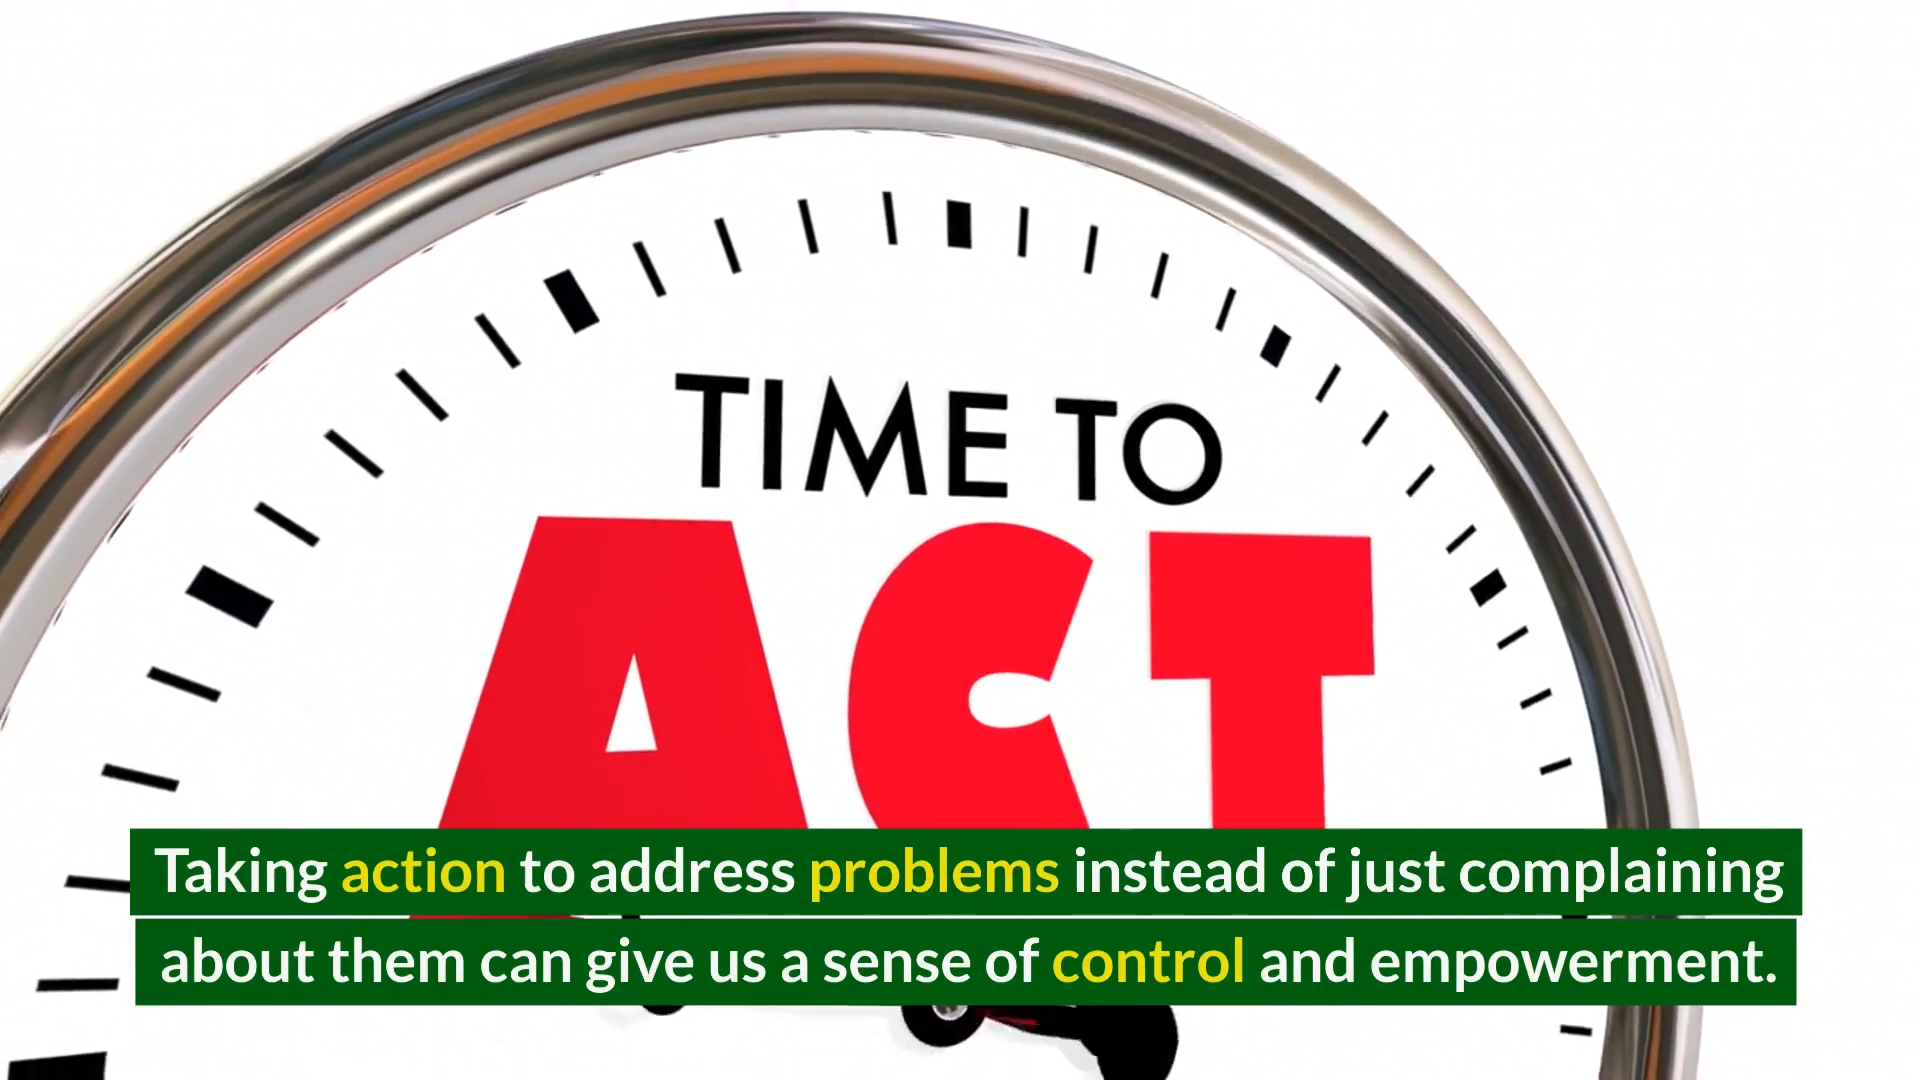 TIME TO
ACT
Taking action to address problems instead of just complaining
about them can give us a sense of control and empowerment.